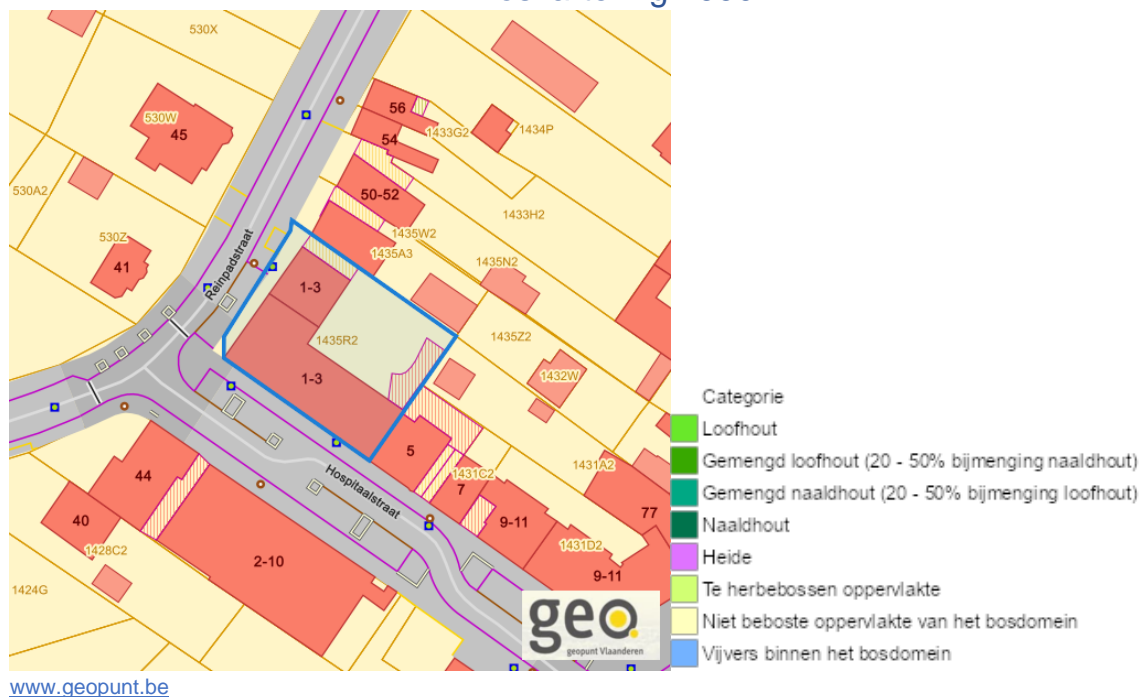 530X
56
1433G2
1434P
54
530W
45
530A2
50-52
1433H2
530Z
1435W2
1435A3
1435N2
41
Reinpadstraat
1-3
1435R2
1435Z2
1-3
1432W
5
1431A2
1431C2
44
Hospitaalstraat
7
9-11
77
40
1428C2
2-10
1431D2
9-11
1424G
geo
geopunt Vlaanderen
Categorie
Loofhout
Gemengd loofhout (20 - 50% bijmenging naaldhout)
Gemengd naaldhout (20 - 50% bijmenging loofhout)
Naaldhout
Heide
Te herbebossen oppervlakte
Niet beboste oppervlakte van het bosdomein
Vijvers binnen het bosdomein
www.geopunt.be